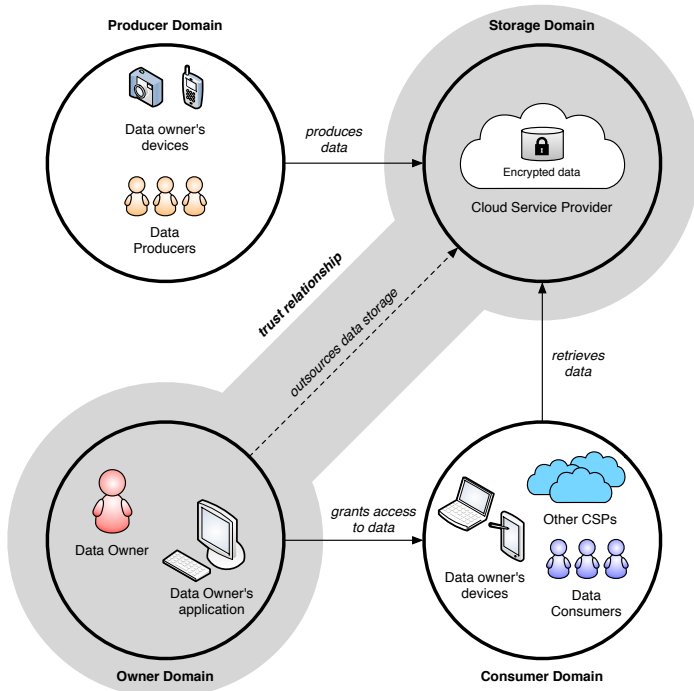 Producer Domain
Storage Domain
Data owner's
devices
produces
data
Encrypted data
Cloud Service Provider
Data
Producers
trust relationship
outsources data storage
retrieves
data
Data Owner
Data Owner's
application
grants access
to data
Other CSPs
Data owner's
devices
Data
Consumers
Owner Domain
Consumer Domain